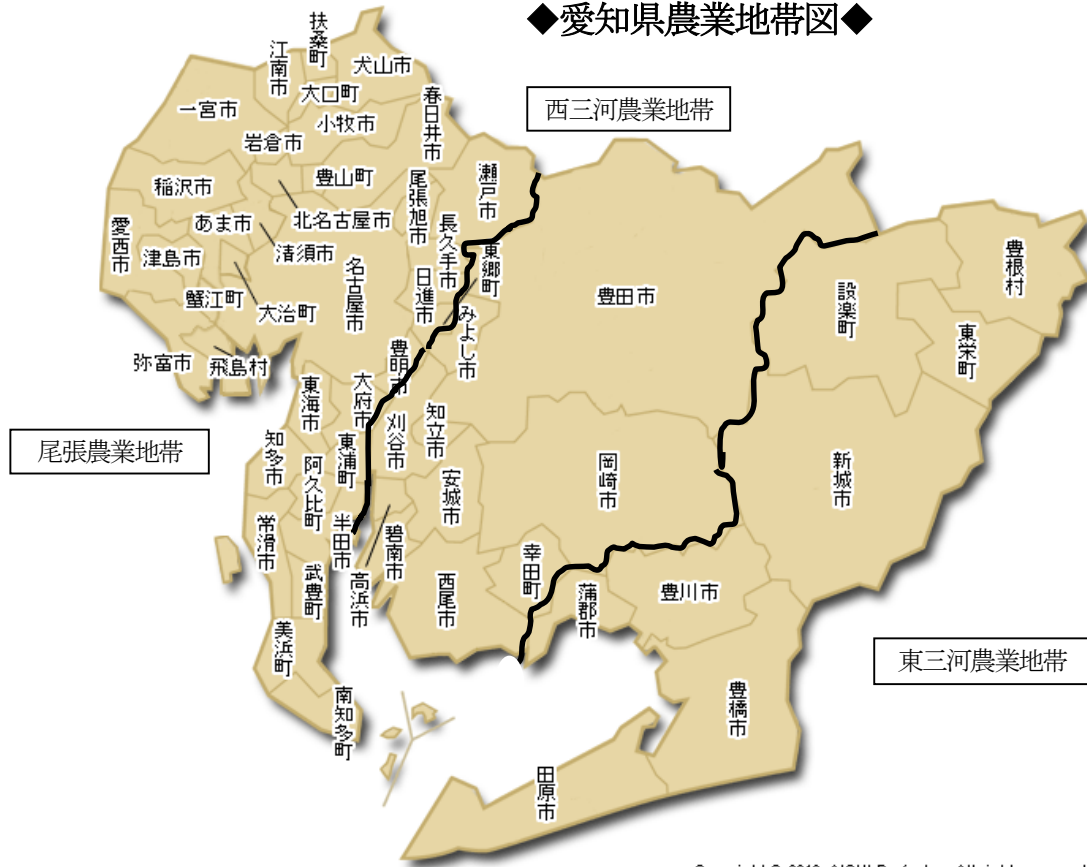 ◆愛知県農業地帯図◆
扶桑町
江南市
犬山市
大口町
一宮市
春日井市
小牧市
岩倉市
西三河農業地帯
瀬戸市
豊山町
稲沢市
尾張旭市
北名古屋市
あま市
愛西市
長久手市
清須市
津島市
東郷町
名古屋市
日進市
豊根村
豊田市
設楽町
蟹江町
大治町
みよし市
東栄町
弥富市
飛島村
豊明市
大府市
東海市
刈谷市
知立市
尾張農業地帯
知多市
東浦町
阿久比町
岡崎市
新城市
安城市
常滑市
半田市
碧南市
幸田町
武豊町
高浜市
西尾市
蒲郡市
豊川市
美浜町
東三河農業地帯
南知多町
豊橋市
田原市